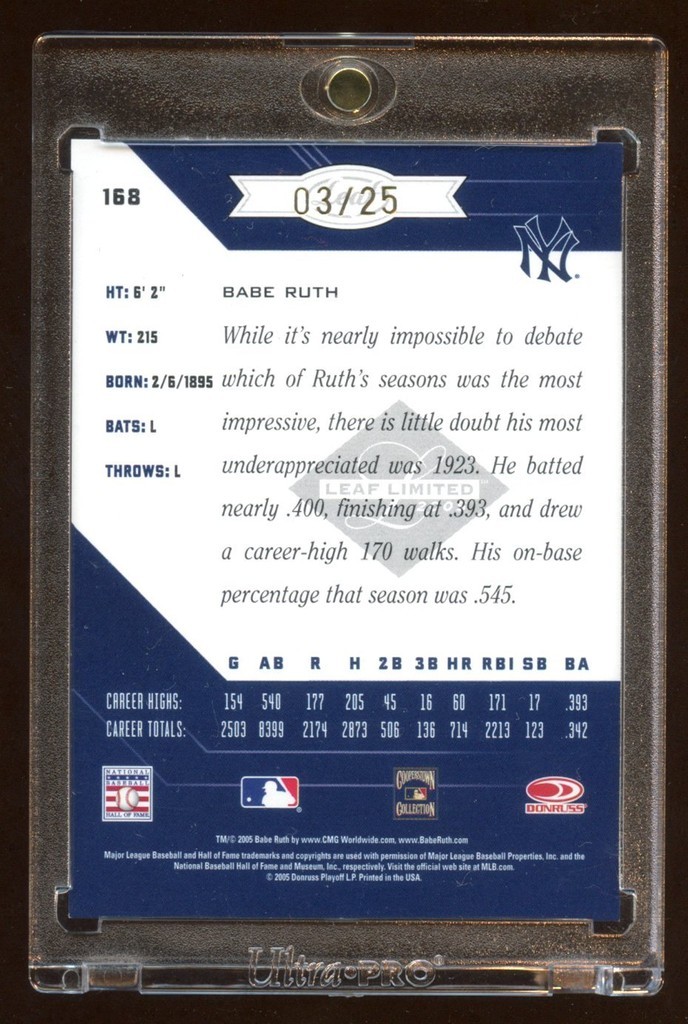 168
03/25
NY
HT: 6' 2"
BABE RUTH
WT: 215
While it's nearly impossible to debate
BORN: 2/6/1895
which of Ruth's seasons was the most
BATS: L
impressive, there is little doubt his most
THROWS: L
underappreciated was 1923. He batted
LEAF LIMITED
nearly .400, finishing at .393, and drew
a career-high 170 walks. His on-base
percentage that season was .545.
G AB R H 2B 3B HR RBI SB BA
CAREER HIGHS: 154 540 177 205 45 16 60 171 17 .393
CAREER TOTALS: 2503 8399 2174 2873 506 136 714 2213 123 .342
NATIONAL
BASEBALL
HALL OF FAME
COOPERSTOWN
COLLECTION
DONRUSS
TM/© 2005 Babe Ruth by www.CMG Worldwide.com, www.BabeRuth.com
Major League Baseball and Hall of Fame trademarks and copyrights are used with permission of Major League Baseball Properties, Inc. and the
National Baseball Hall of Fame and Museum, Inc., respectively. Visit the official web site at MLB.com.
© 2005 Donruss Playoff L.P. Printed in the USA.
Ultra·PRO